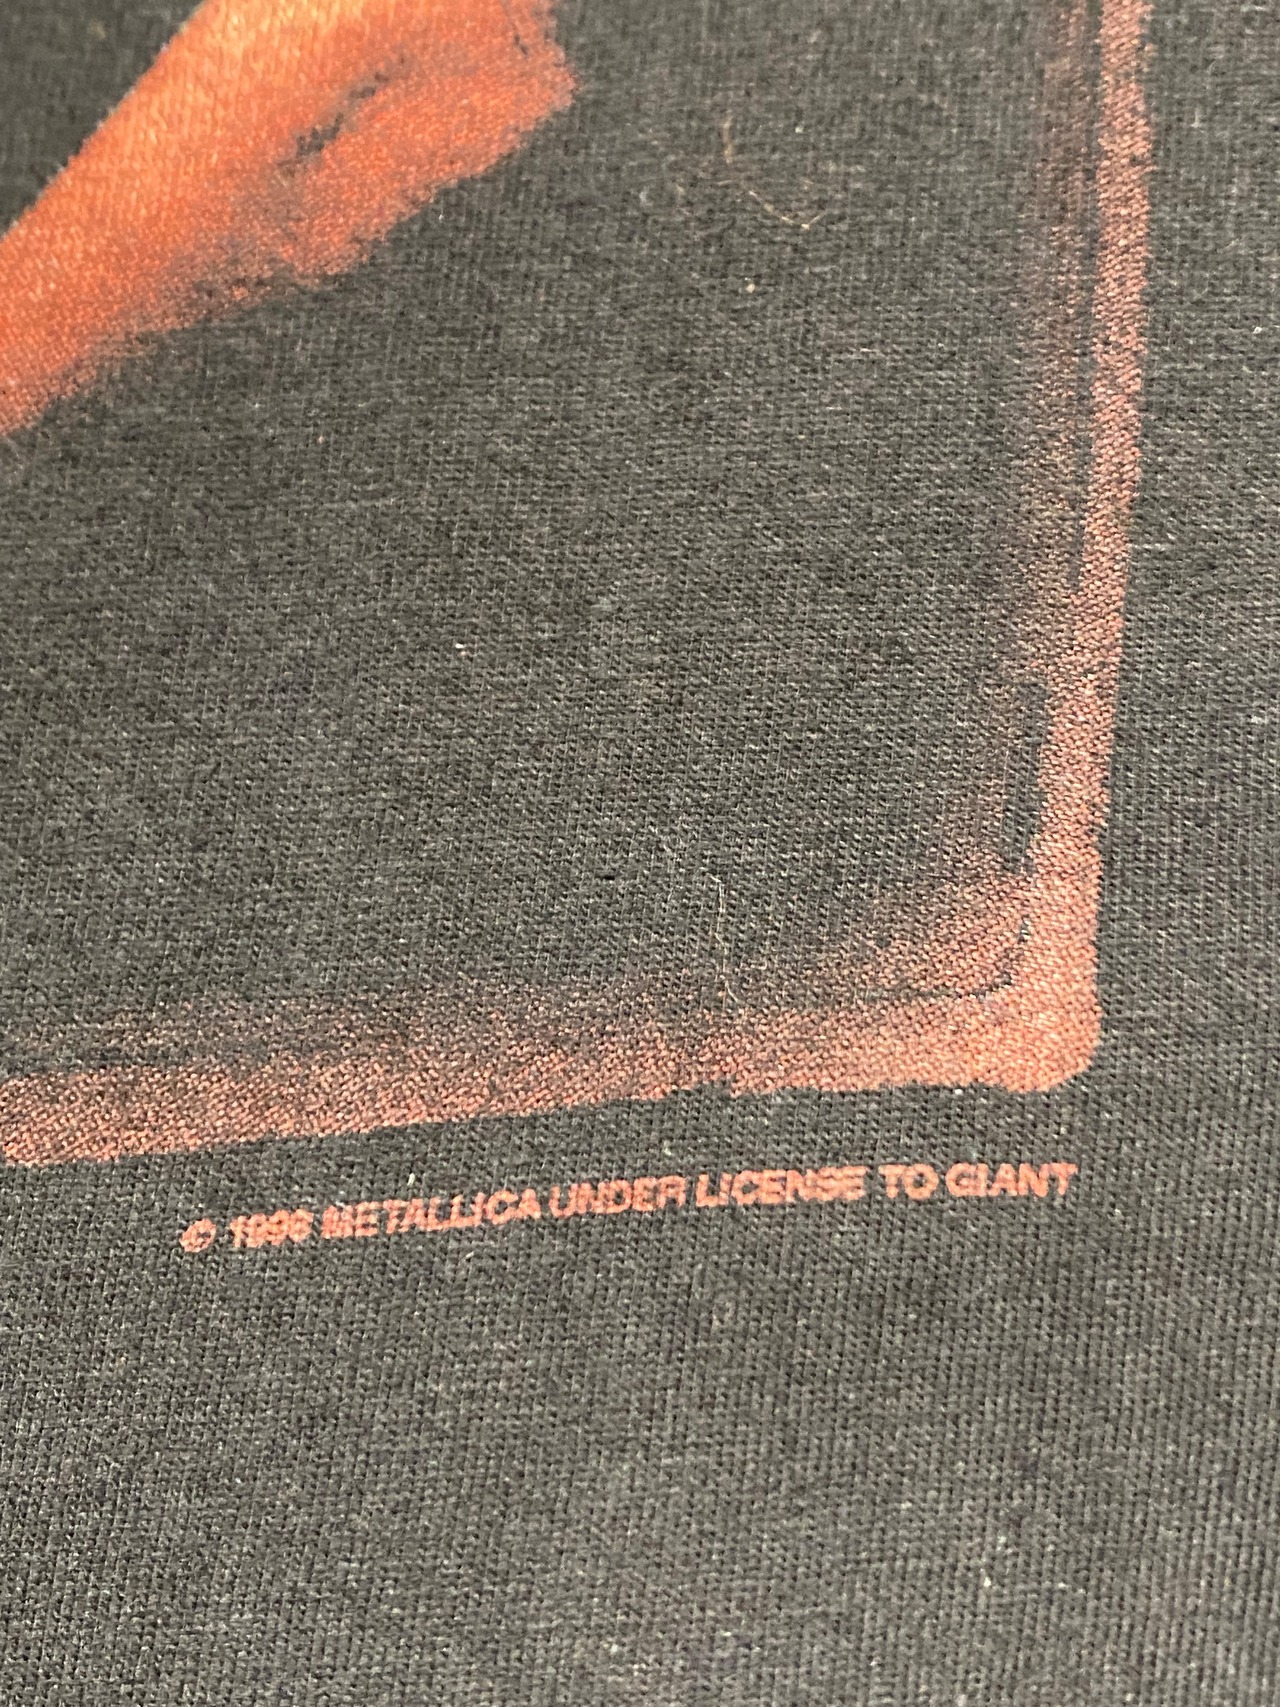 © 1996 METALLICA UNDER LICENSE TO GIANT